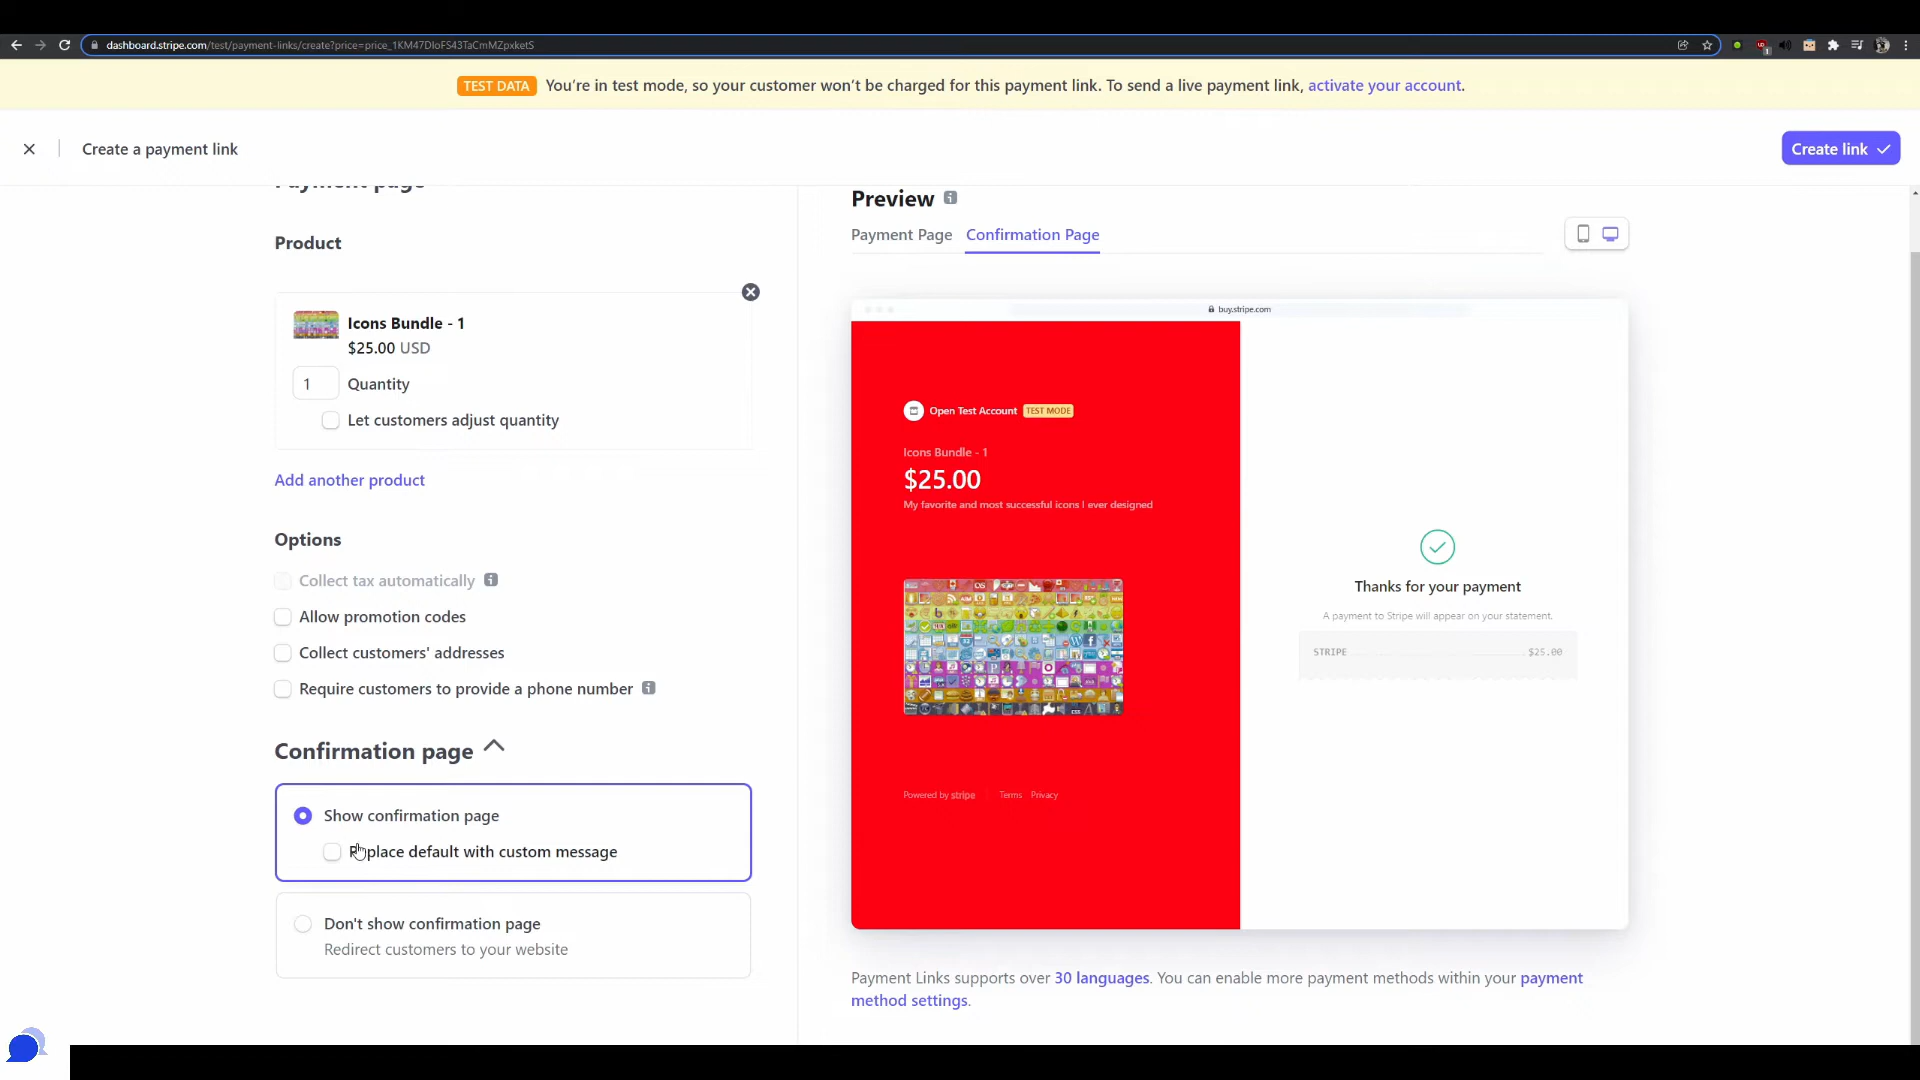 dashboard.stripe.com/test/payment-links/create?price=price_1KM47DIoFS43TaCmMZpxketS
TEST DATA You're in test mode, so your customer won't be charged for this payment link. To send a live payment link, activate your account.
Create a payment link
Create link
Payment page
Product
Icons Bundle - 1
$25.00 USD
1 Quantity
Let customers adjust quantity
Add another product
Options
Collect tax automatically
Allow promotion codes
Collect customers' addresses
Require customers to provide a phone number
Confirmation page
Show confirmation page
Replace default with custom message
Don't show confirmation page
Redirect customers to your website
Preview
Payment Page Confirmation Page
buy.stripe.com
Open Test Account TEST MODE
Icons Bundle - 1
$25.00
My favorite and most successful icons I ever designed
Powered by stripe Terms Privacy
Thanks for your payment
A payment to Stripe will appear on your statement.
STRIPE $25.00
Payment Links supports over 30 languages. You can enable more payment methods within your payment
method settings.